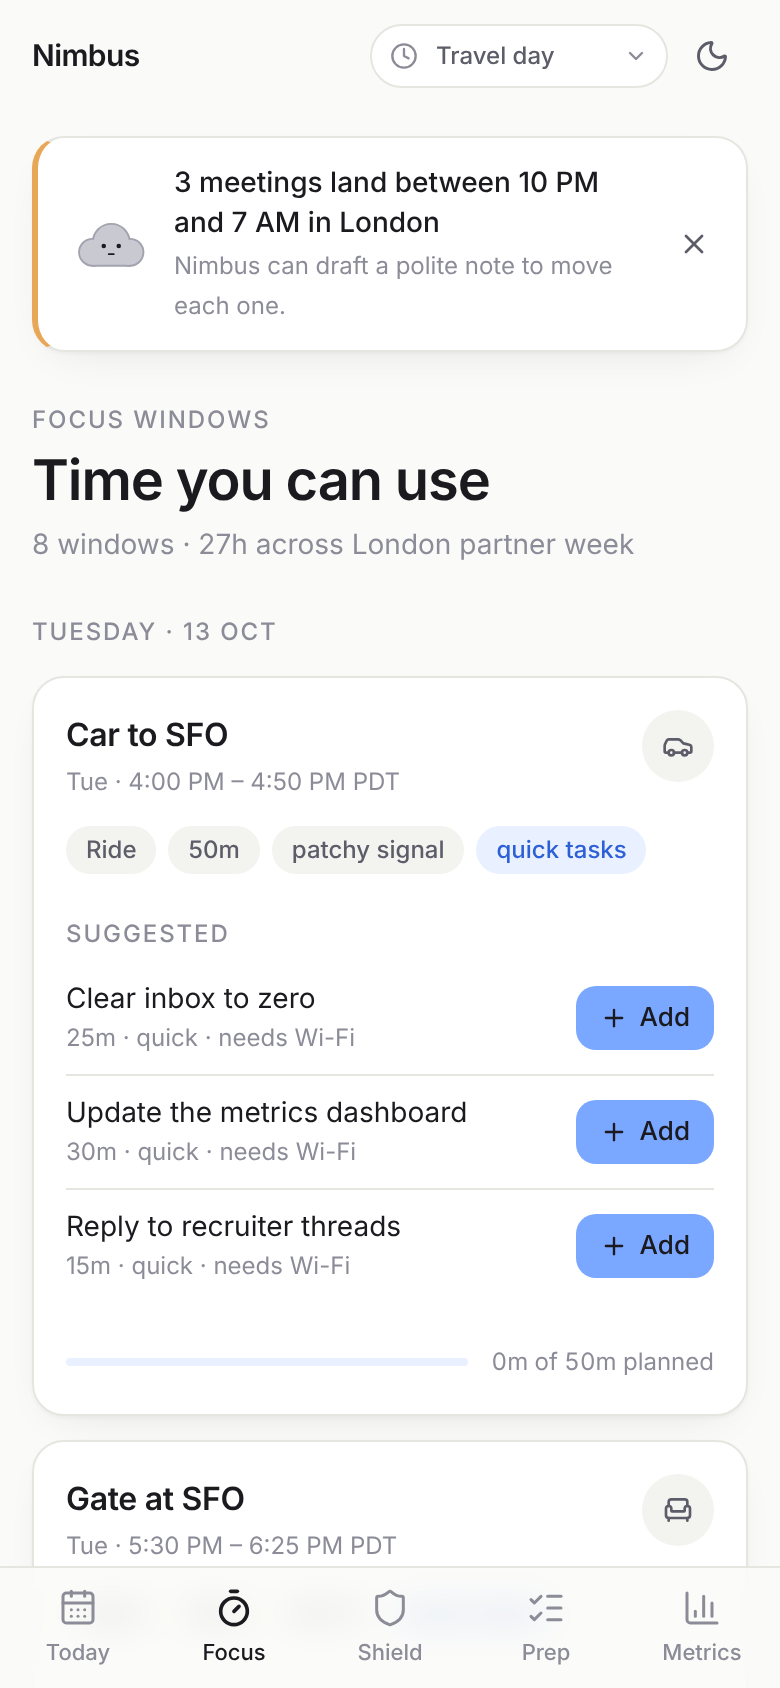 Nimbus
Travel day
3 meetings land between 10 PM
and 7 AM in London
Nimbus can draft a polite note to move
each one.
FOCUS WINDOWS
Time you can use
8 windows · 27h across London partner week
TUESDAY · 13 OCT
Car to SFO
Tue · 4:00 PM – 4:50 PM PDT
Ride
50m
patchy signal
quick tasks
SUGGESTED
Clear inbox to zero
25m · quick · needs Wi-Fi
+ Add
Update the metrics dashboard
30m · quick · needs Wi-Fi
+ Add
Reply to recruiter threads
15m · quick · needs Wi-Fi
+ Add
0m of 50m planned
Gate at SFO
Tue · 5:30 PM – 6:25 PM PDT
Today
Focus
Shield
Prep
Metrics